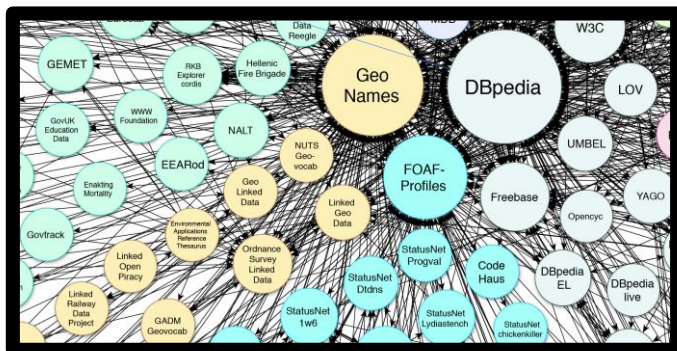 Data
Reegle
W3C
GEMET
RKB
Explorer
cordis
Hellenic
Fire Brigade
Geo
Names
DBpedia
LOV
GovUK
Education
Data
WWW
Foundation
NALT
NUTS
Geo-
vocab
UMBEL
EEARod
FOAF-
Profiles
Enakting
Mortality
Geo
Linked
Data
Linked
Geo
Data
Freebase
YAGO
Opencyc
Govtrack
Environmental
Applications
Reference
Thesaurus
Ordnance
Survey
Linked
Data
StatusNet
Progval
Linked
Open
Piracy
StatusNet
Dtdns
Code
Haus
DBpedia
EL
DBpedia
live
Linked
Railway
Data
Project
GADM
Geovocab
StatusNet
1w6
StatusNet
Lydiastench
StatusNet
chickenkiller